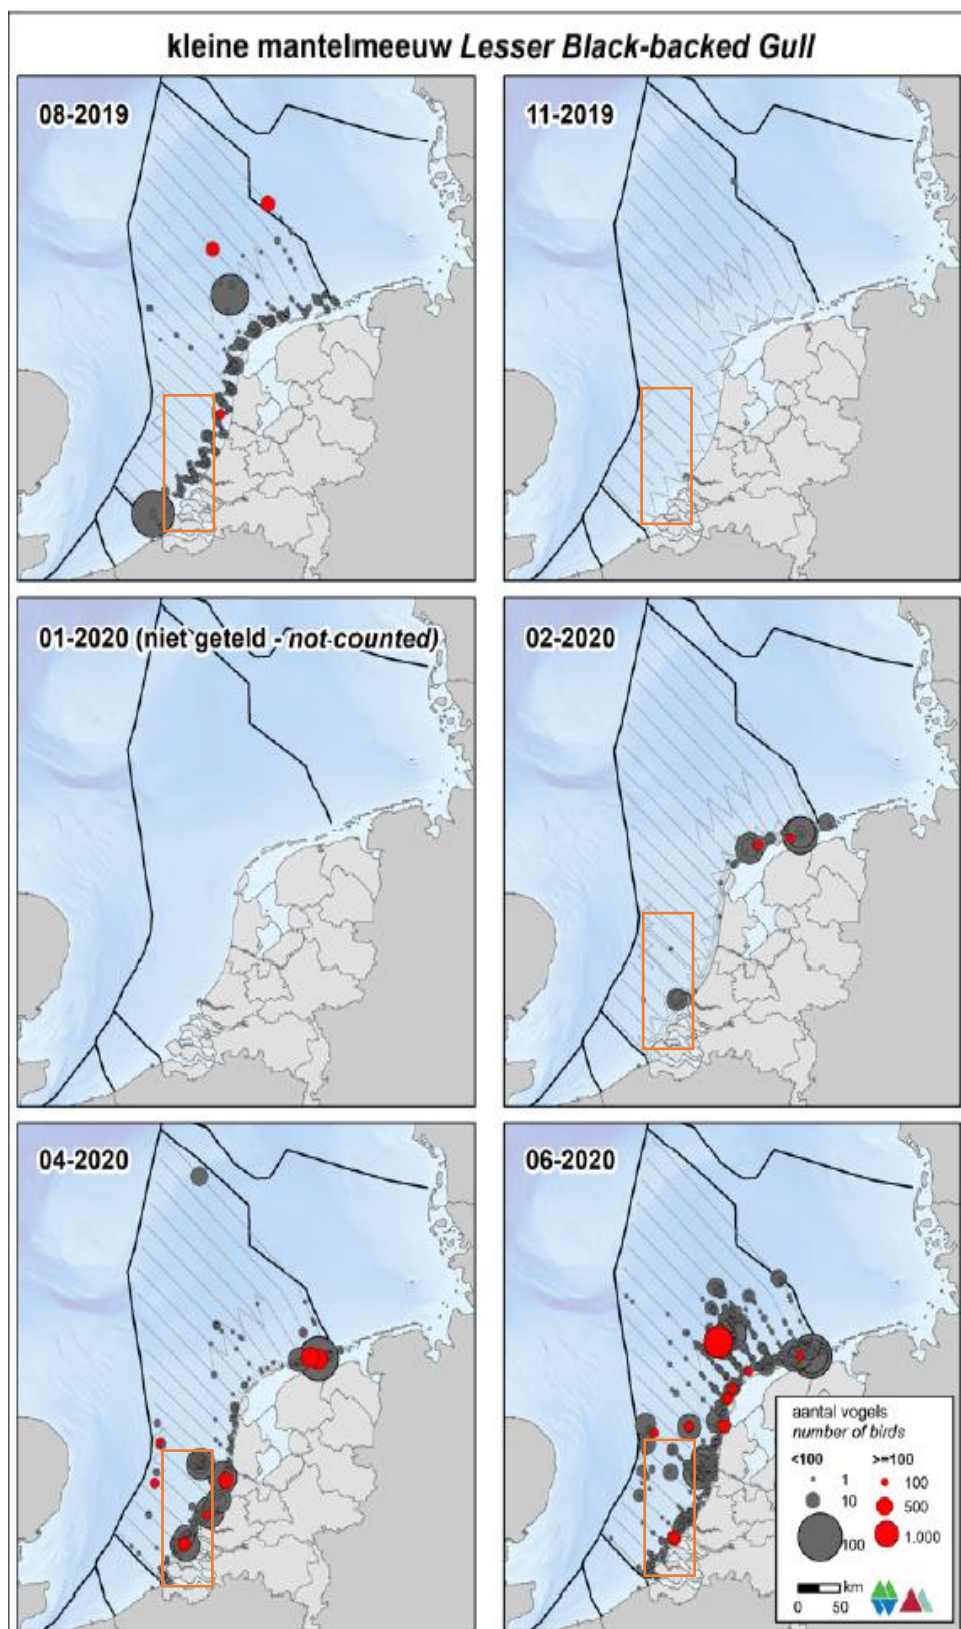 kleine mantelmeeuw Lesser Black-backed Gull
08-2019
11-2019
01-2020 (niet geteld - not counted)
02-2020
04-2020
06-2020
aantal vogels
number of birds
<100 >=100
1 100
10 500
100 1.000
km
0 50